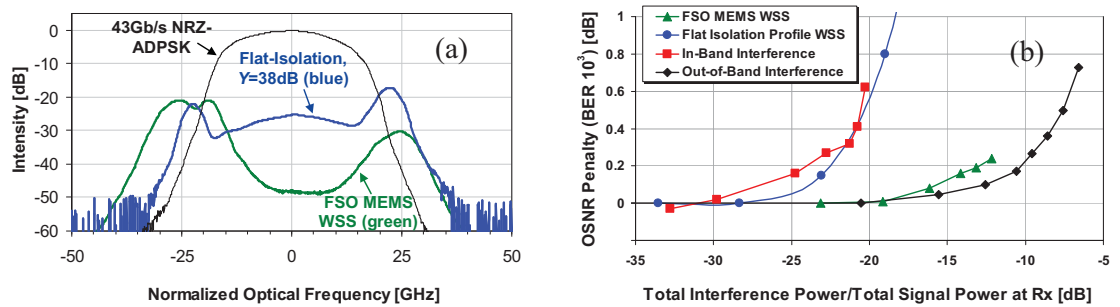 43Gb/s NRZ-
ADPSK
(a)
Flat-Isolation,
Y=38dB (blue)
FSO MEMS
WSS (green)
Intensity [dB]
0
-10
-20
-30
-40
-50
-60
-50
-25
0
25
50
Normalized Optical Frequency [GHz]
FSO MEMS WSS
Flat Isolation Profile WSS
In-Band Interference
Out-of-Band Interference
(b)
OSNR Penalty (BER 10³) [dB]
1
0.8
0.6
0.4
0.2
0
-35
-30
-25
-20
-15
-10
-5
Total Interference Power/Total Signal Power at Rx [dB]